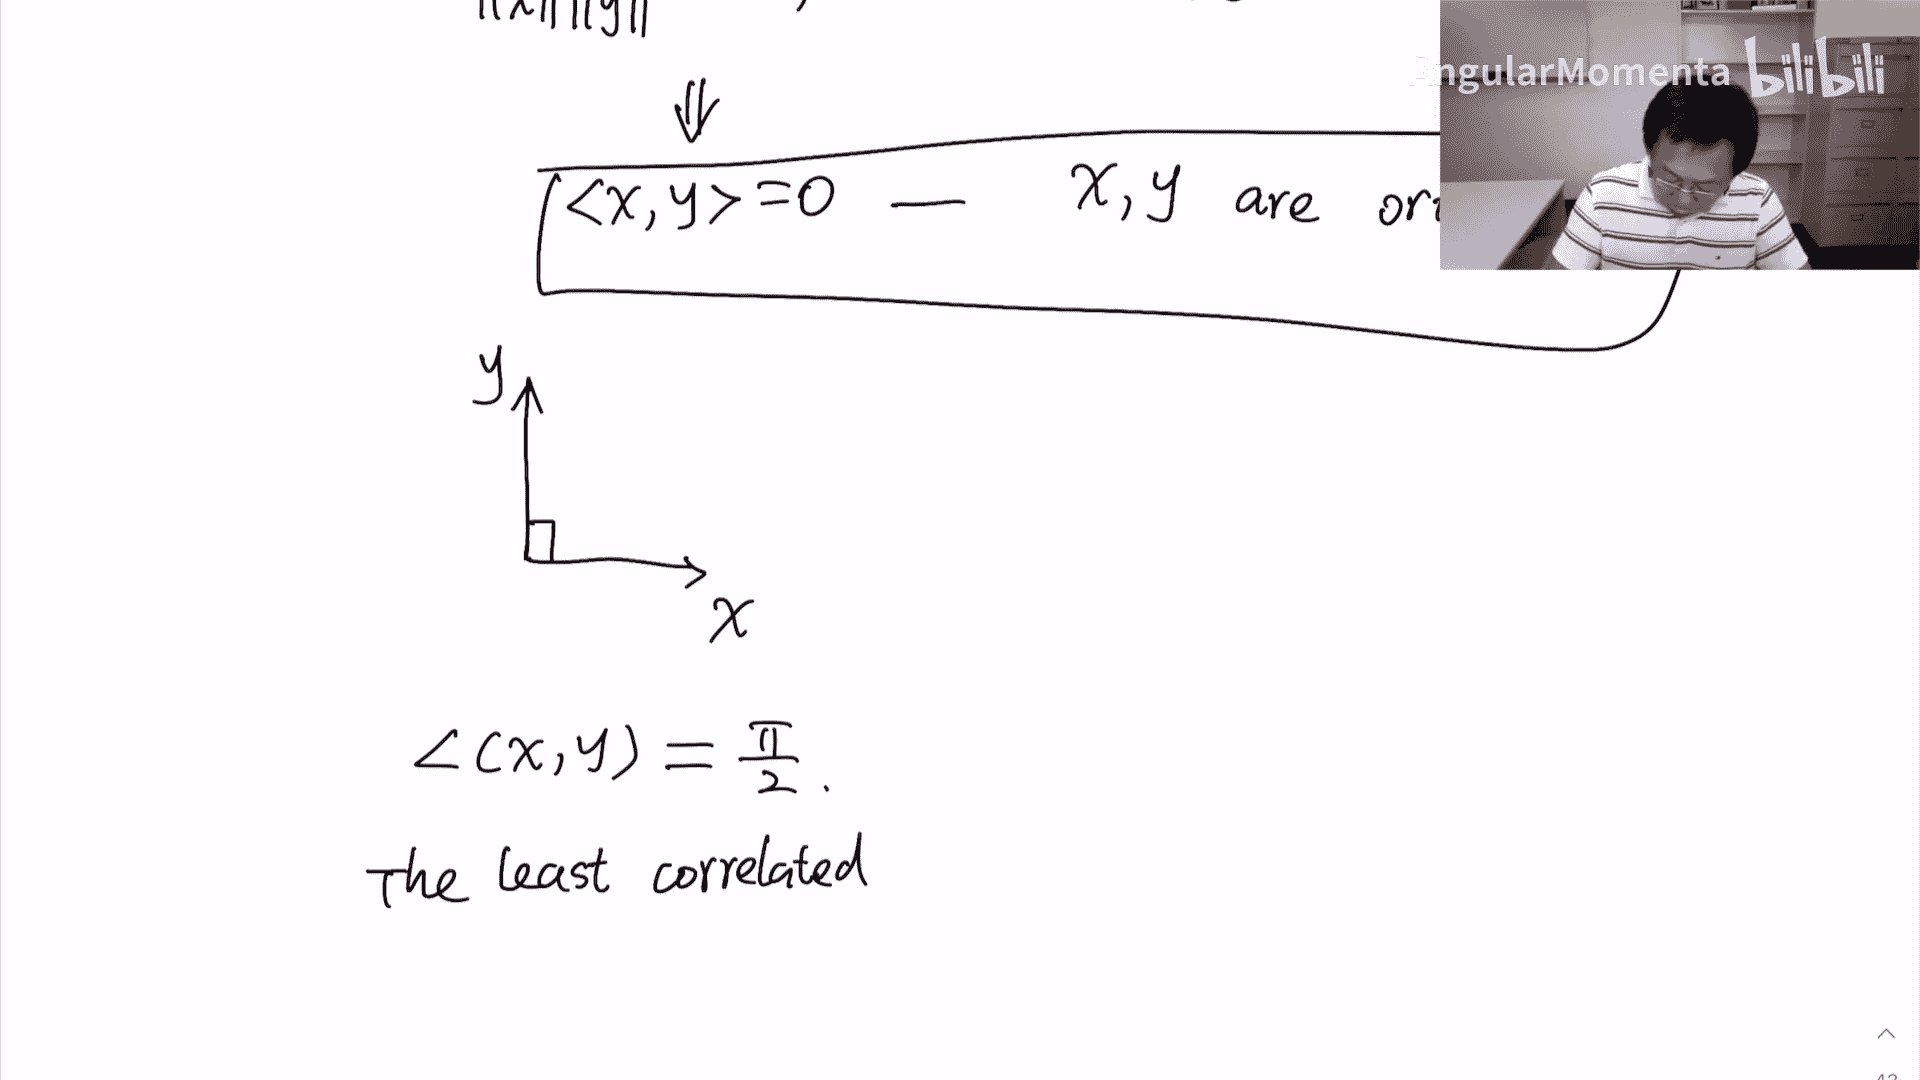 ||x|| ||y||
AngularMomenta bilibili
⇓
<x, y> = 0 — x, y are
y
x
∠(x, y) = π/2.
The least correlated